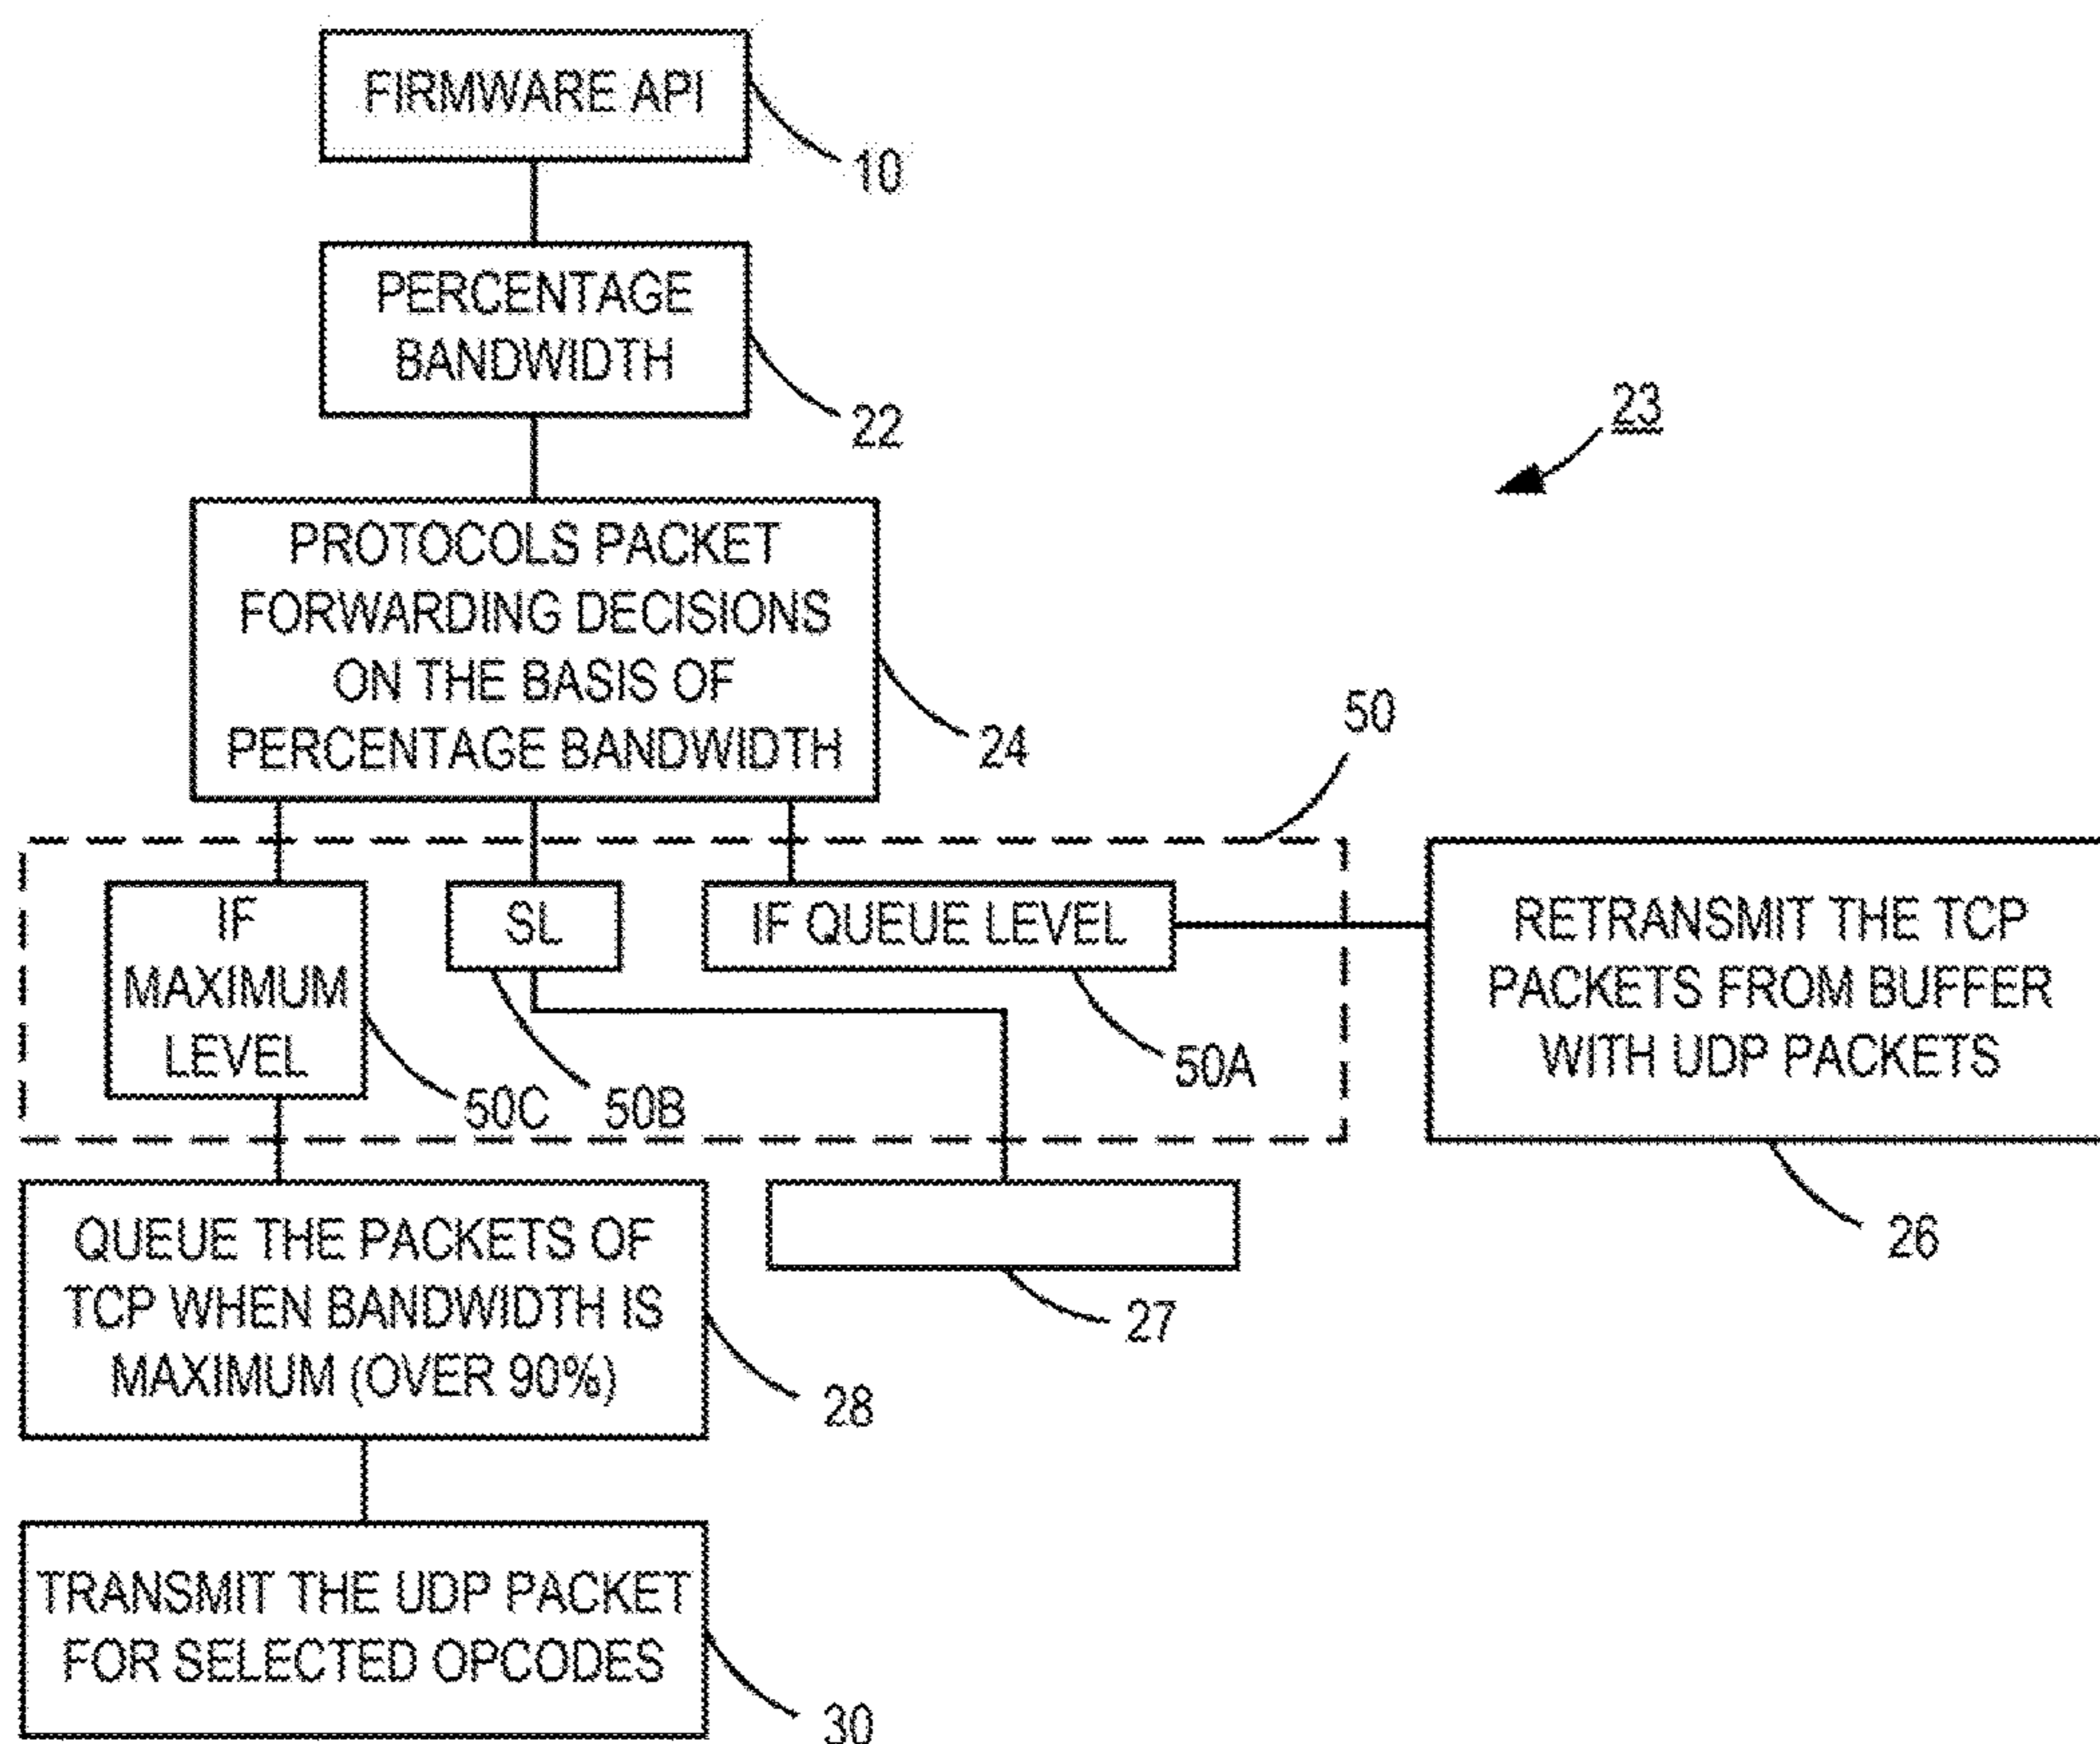 FIRMWARE API
10
PERCENTAGE
BANDWIDTH
22
23
PROTOCOLS PACKET
FORWARDING DECISIONS
ON THE BASIS OF
PERCENTAGE BANDWIDTH
24
50
IF
MAXIMUM
LEVEL
50C
SL
50B
IF QUEUE LEVEL
50A
RETRANSMIT THE TCP
PACKETS FROM BUFFER
WITH UDP PACKETS
26
QUEUE THE PACKETS OF
TCP WHEN BANDWIDTH IS
MAXIMUM (OVER 90%)
28
27
TRANSMIT THE UDP PACKET
FOR SELECTED OPCODES
30